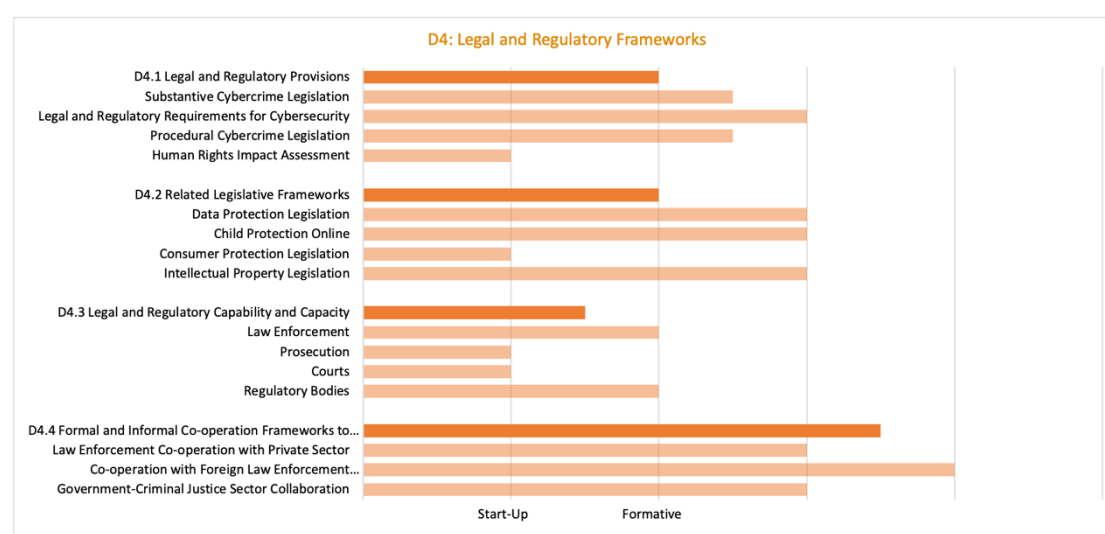 D4: Legal and Regulatory Frameworks
D4.1 Legal and Regulatory Provisions
Substantive Cybercrime Legislation
Legal and Regulatory Requirements for Cybersecurity
Procedural Cybercrime Legislation
Human Rights Impact Assessment
D4.2 Related Legislative Frameworks
Data Protection Legislation
Child Protection Online
Consumer Protection Legislation
Intellectual Property Legislation
D4.3 Legal and Regulatory Capability and Capacity
Law Enforcement
Prosecution
Courts
Regulatory Bodies
D4.4 Formal and Informal Co-operation Frameworks to…
Law Enforcement Co-operation with Private Sector
Co-operation with Foreign Law Enforcement…
Government-Criminal Justice Sector Collaboration
Start-Up Formative